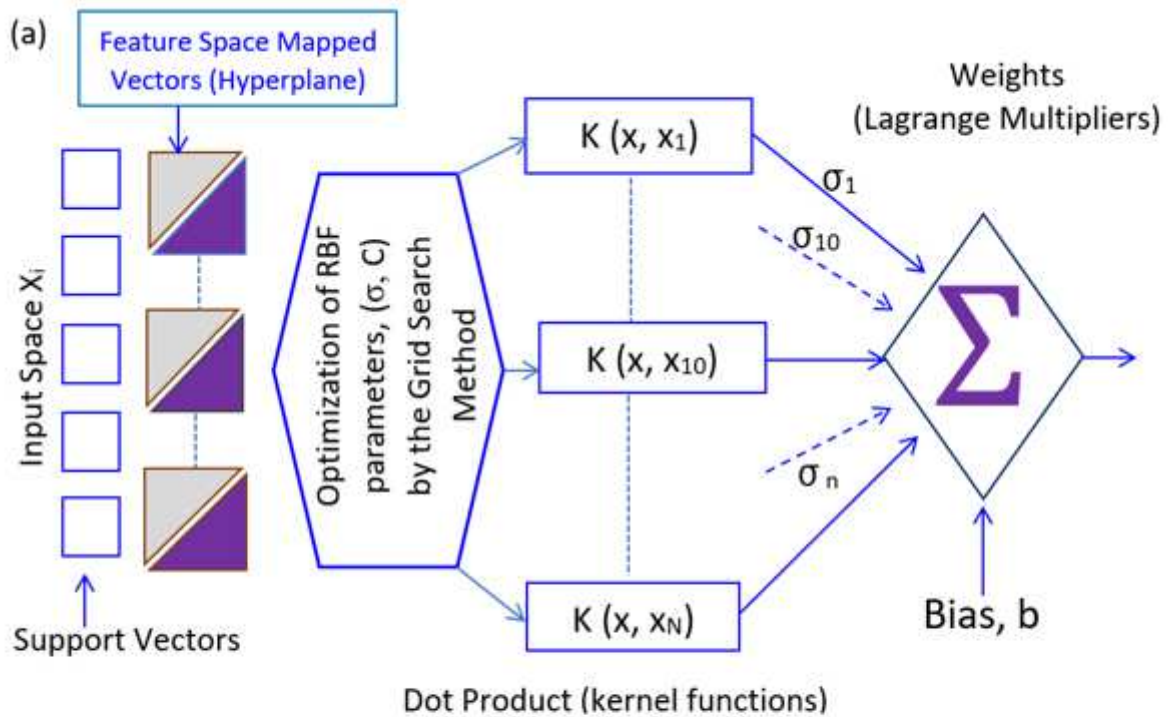 (a)
Feature Space Mapped
Vectors (Hyperplane)
Input Space Xi
Support Vectors
Optimization of RBF
parameters, (σ, C)
by the Grid Search
Method
K (x, x1)
K (x, x10)
K (x, xN)
Dot Product (kernel functions)
Weights
(Lagrange Multipliers)
σ1
σ10
σn
Σ
Bias, b